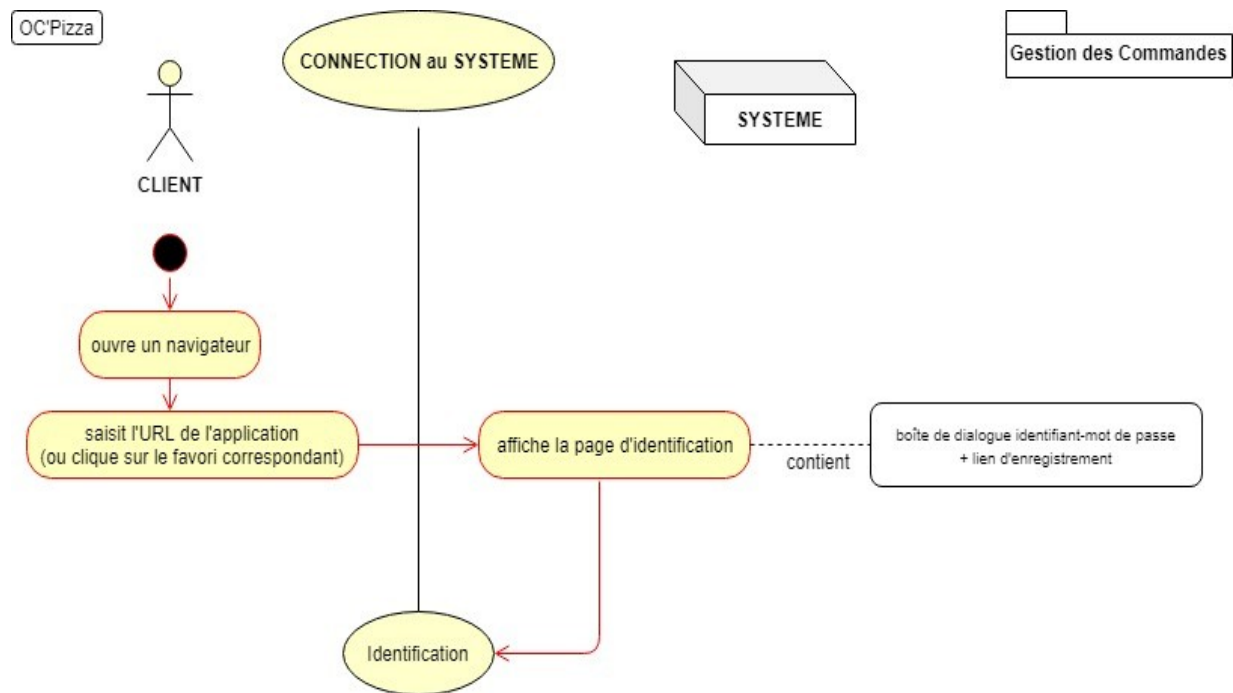 OC'Pizza
CONNECTION au SYSTEME
Gestion des Commandes
SYSTEME
CLIENT
ouvre un navigateur
saisit l'URL de l'application
(ou clique sur le favori correspondant)
affiche la page d'identification
contient
boîte de dialogue identifiant-mot de passe
+ lien d'enregistrement
Identification